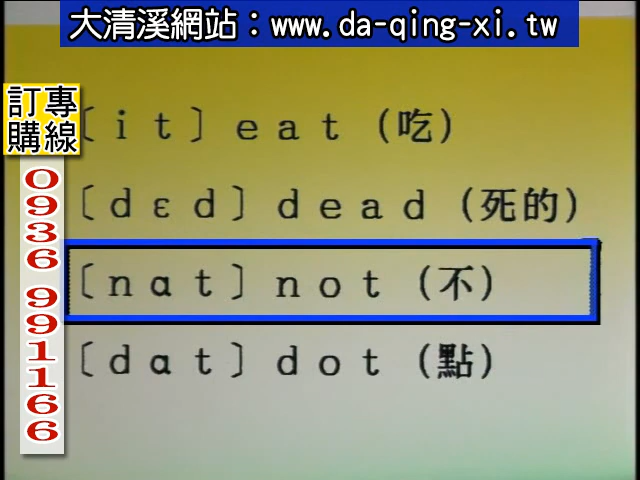 大清溪網站：www.da-qing-xi.tw
訂購專線
0936 991166
〔it〕eat (吃)
〔dɛd〕dead (死的)
〔nɑt〕not (不)
〔dɑt〕dot (點)